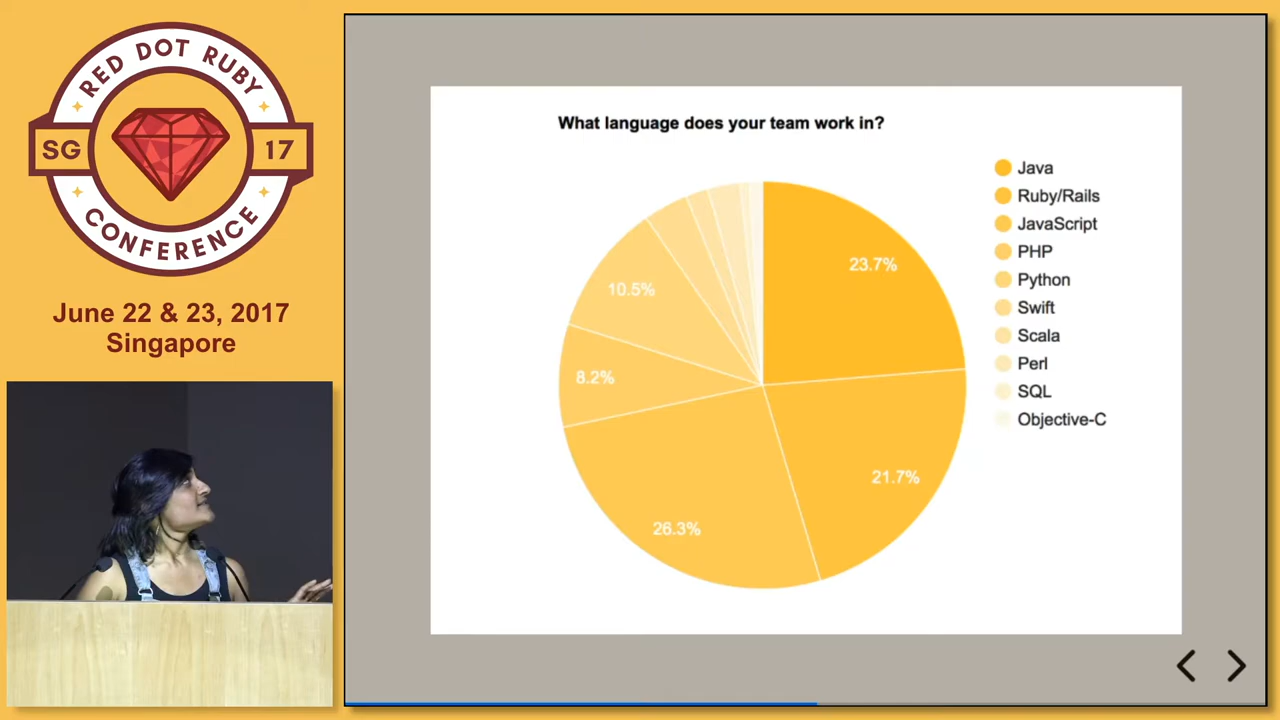 RED DOT RUBY
SG 17
CONFERENCE
June 22 & 23, 2017
Singapore
What language does your team work in?
Java
Ruby/Rails
JavaScript
PHP
Python
Swift
Scala
Perl
SQL
Objective-C
23.7%
21.7%
26.3%
8.2%
10.5%